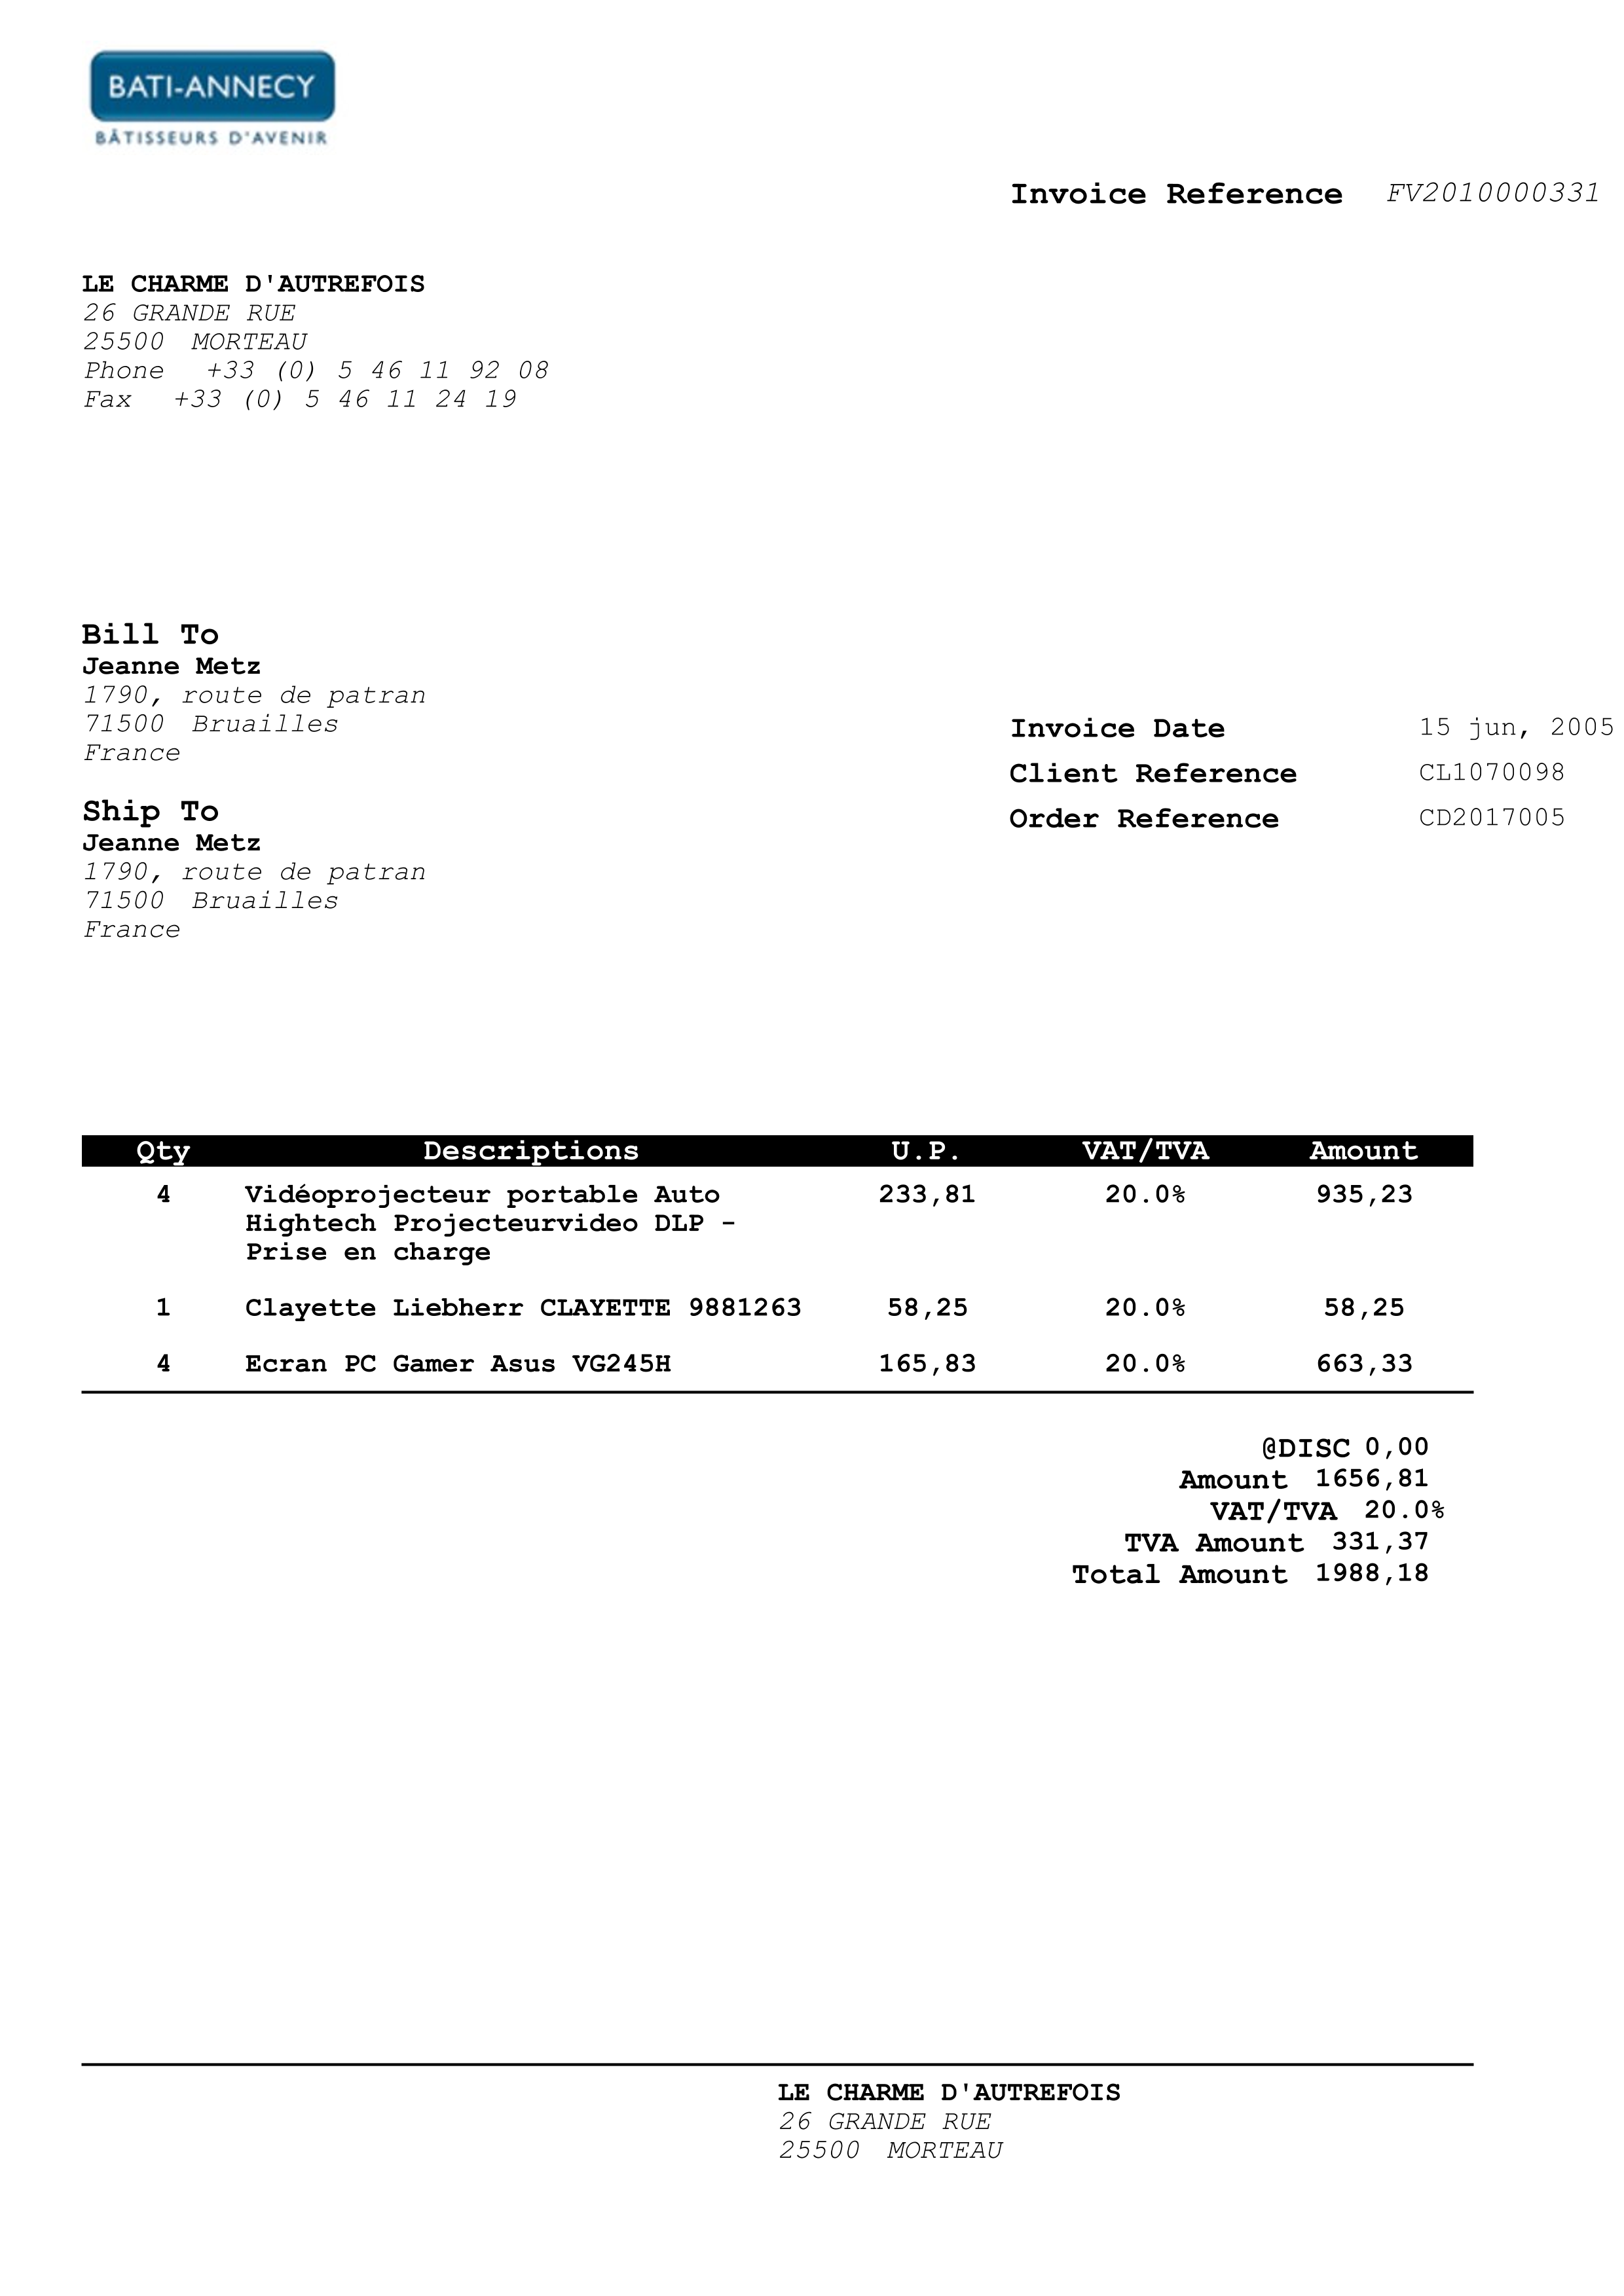 BATI-ANNECY
BÂTISSEURS D'AVENIR
Invoice Reference FV2010000331
LE CHARME D'AUTREFOIS
26 GRANDE RUE
25500 MORTEAU
Phone +33 (0) 5 46 11 92 08
Fax +33 (0) 5 46 11 24 19
Bill To
Jeanne Metz
1790, route de patran
71500 Bruailles
France
Invoice Date 15 jun, 2005
Client Reference CL1070098
Order Reference CD2017005
Ship To
Jeanne Metz
1790, route de patran
71500 Bruailles
France
Qty Descriptions U.P. VAT/TVA Amount
4 Vidéoprojecteur portable Auto 233,81 20.0% 935,23
Hightech Projecteurvideo DLP -
Prise en charge
1 Clayette Liebherr CLAYETTE 9881263 58,25 20.0% 58,25
4 Ecran PC Gamer Asus VG245H 165,83 20.0% 663,33
@DISC 0,00
Amount 1656,81
VAT/TVA 20.0%
TVA Amount 331,37
Total Amount 1988,18
LE CHARME D'AUTREFOIS
26 GRANDE RUE
25500 MORTEAU